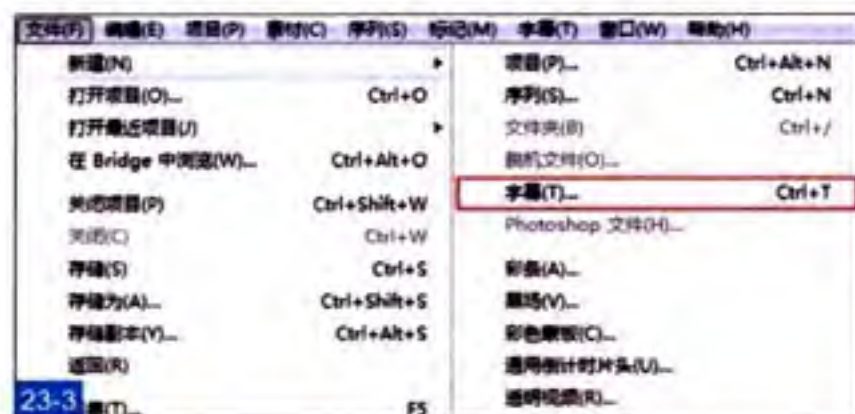 文件(F) 编辑(E) 项目(P) 素材(C) 序列(S) 标记(M) 字幕(T) 窗口(W) 帮助(H)
新建(N)
打开项目(O)... Ctrl+O
打开最近项目(J)
在 Bridge 中浏览(W)... Ctrl+Alt+O
关闭项目(P) Ctrl+Shift+W
关闭(C) Ctrl+W
存储(S) Ctrl+S
存储为(A)... Ctrl+Shift+S
存储副本(Y)... Ctrl+Alt+S
返回(R)
(T)... F5
23-3
项目(P)... Ctrl+Alt+N
序列(S)... Ctrl+N
文件夹(B) Ctrl+/
脱机文件(O)...
字幕(T)... Ctrl+T
Photoshop 文件(H)...
彩条(A)...
黑场(V)...
彩色蒙板(C)...
通用倒计时片头(U)...
透明视频(R)...